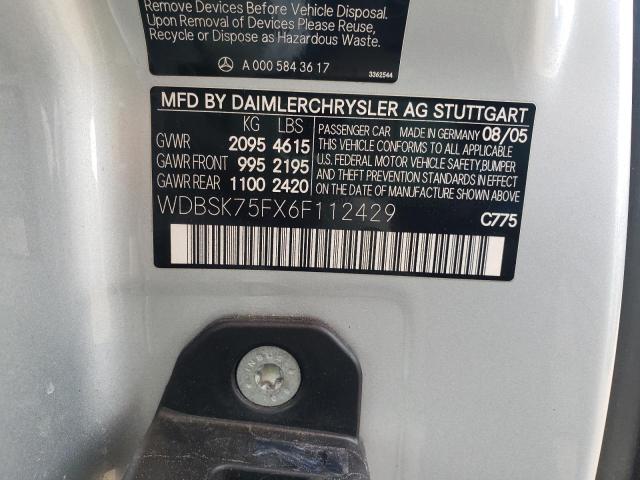 Remove Devices Before Vehicle Disposal.
Upon Removal of Devices Please Reuse,
Recycle or Dispose as Hazardous Waste.
A 000 584 36 17
3362544
MFD BY DAIMLERCHRYSLER AG STUTTGART
KG LBS
GVWR 2095 4615
GAWR FRONT 995 2195
GAWR REAR 1100 2420
PASSENGER CAR MADE IN GERMANY 08/05
THIS VEHICLE CONFORMS TO ALL APPLICABLE
U.S. FEDERAL MOTOR VEHICLE SAFETY, BUMPER
AND THEFT PREVENTION STANDARDS IN EFFECT
ON THE DATE OF MANUFACTURE SHOWN ABOVE.
WDBSK75FX6F112429
C775